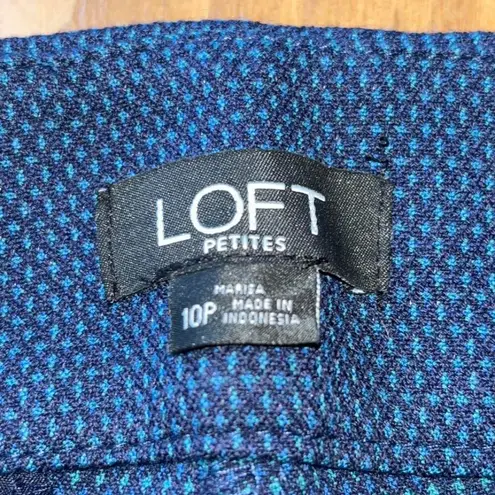 LOFT
PETITES
MARISA
10P MADE IN
INDONESIA